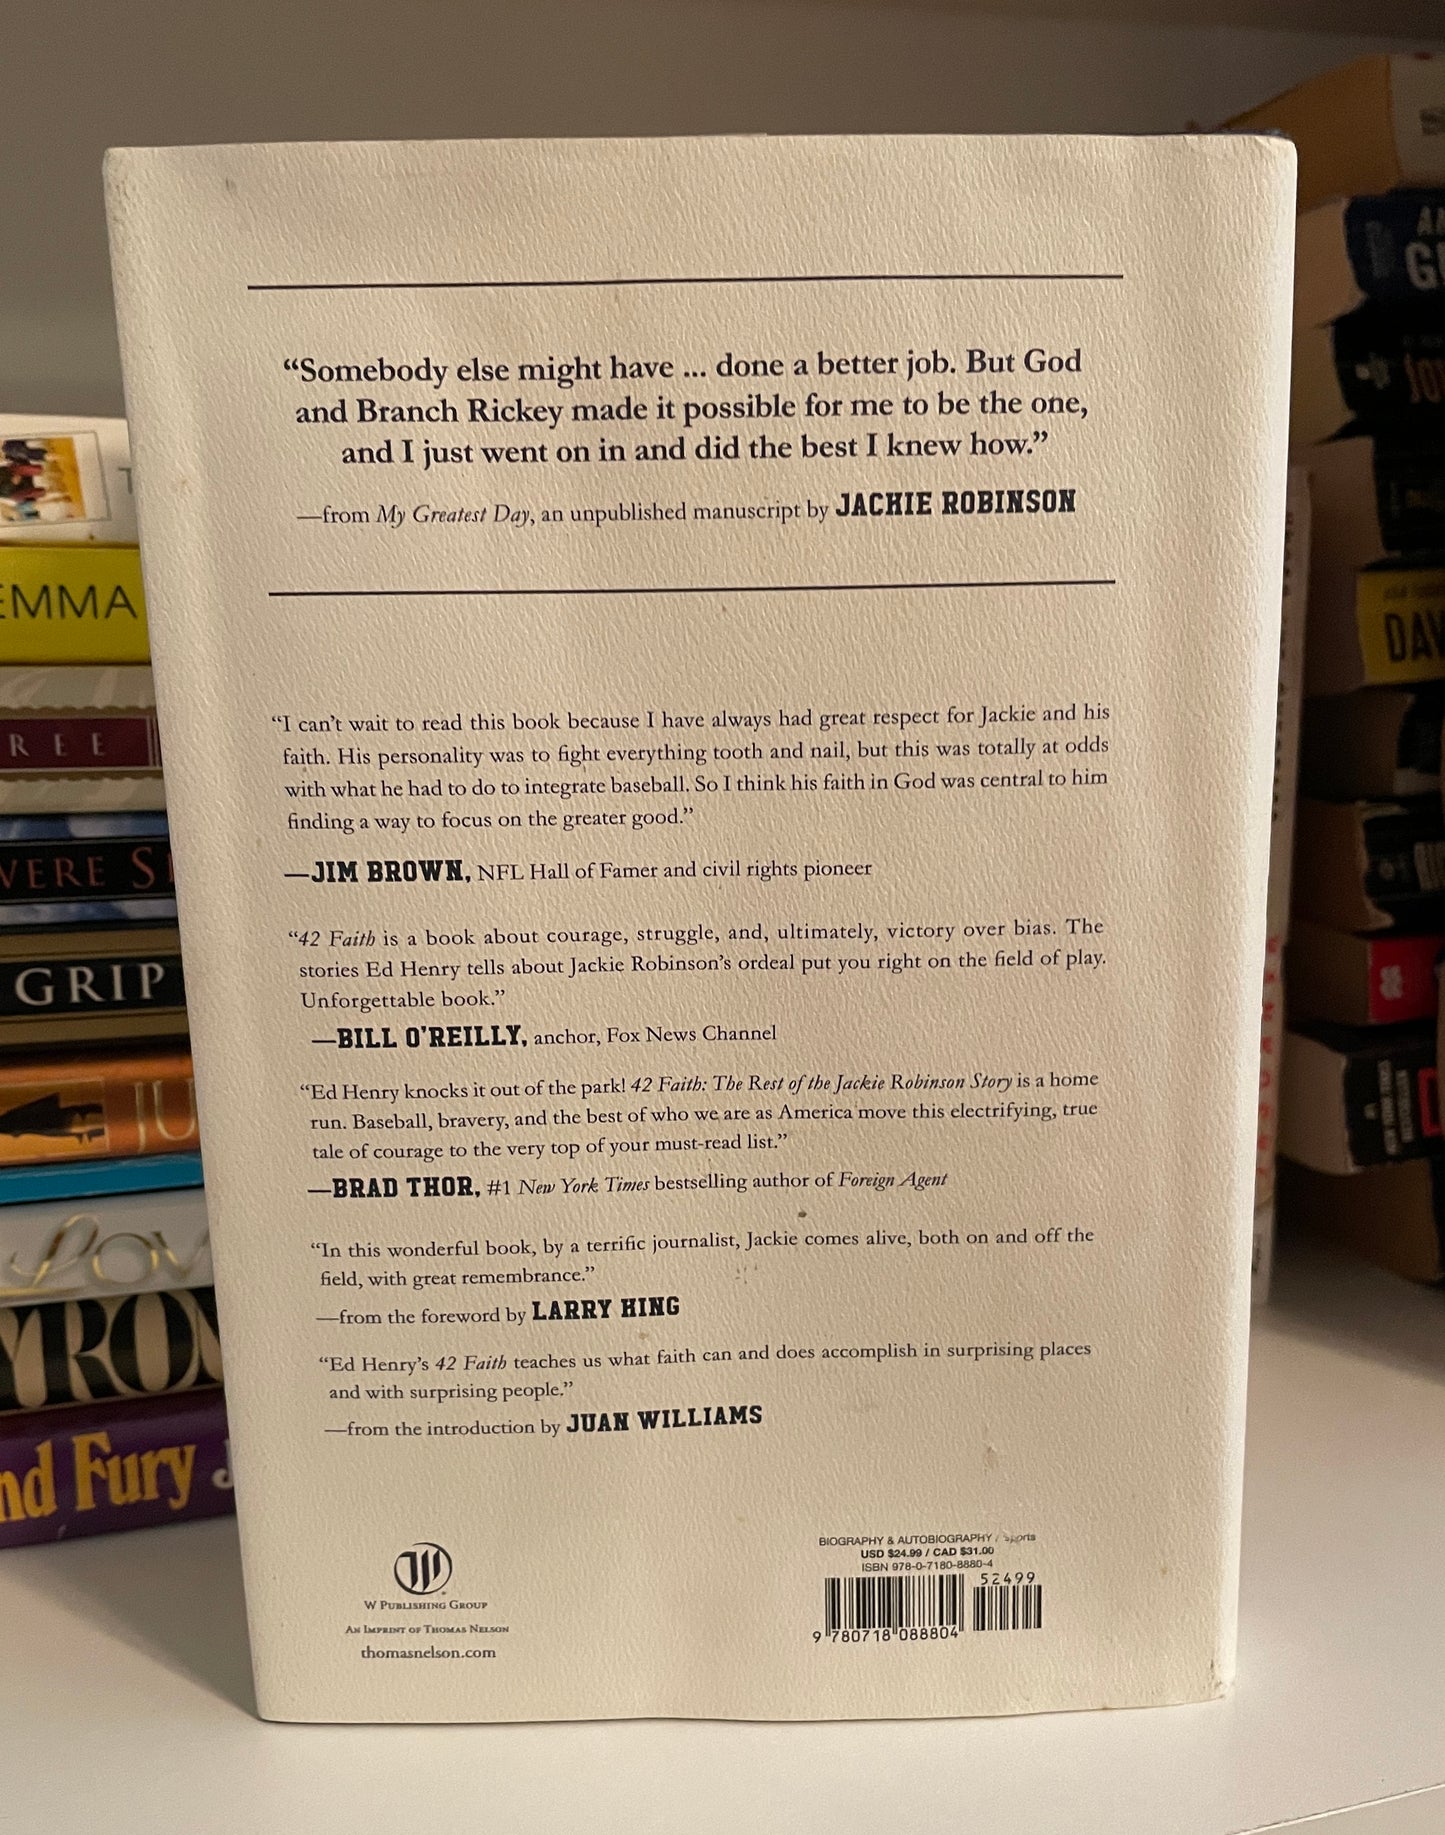 “Somebody else might have ... done a better job. But God
and Branch Rickey made it possible for me to be the one,
and I just went on in and did the best I knew how.”
—from My Greatest Day, an unpublished manuscript by JACKIE ROBINSON
“I can’t wait to read this book because I have always had great respect for Jackie and his
faith. His personality was to fight everything tooth and nail, but this was totally at odds
with what he had to do to integrate baseball. So I think his faith in God was central to him
finding a way to focus on the greater good.”
—JIM BROWN, NFL Hall of Famer and civil rights pioneer
“42 Faith is a book about courage, struggle, and, ultimately, victory over bias. The
stories Ed Henry tells about Jackie Robinson’s ordeal put you right on the field of play.
Unforgettable book.”
—BILL O’REILLY, anchor, Fox News Channel
“Ed Henry knocks it out of the park! 42 Faith: The Rest of the Jackie Robinson Story is a home
run. Baseball, bravery, and the best of who we are as America move this electrifying, true
tale of courage to the very top of your must-read list.”
—BRAD THOR, #1 New York Times bestselling author of Foreign Agent
“In this wonderful book, by a terrific journalist, Jackie comes alive, both on and off the
field, with great remembrance.”
—from the foreword by LARRY KING
“Ed Henry’s 42 Faith teaches us what faith can and does accomplish in surprising places
and with surprising people.”
—from the introduction by JUAN WILLIAMS
W
W PUBLISHING GROUP
AN IMPRINT OF THOMAS NELSON
thomasnelson.com
BIOGRAPHY & AUTOBIOGRAPHY / Sports
USD $24.99 / CAD $31.00
ISBN 978-0-7180-8880-4
52499
9 780718 088804
EMMA
REE
VERE S
GRIP
JU
LOV
YRON
nd Fury J
DAV